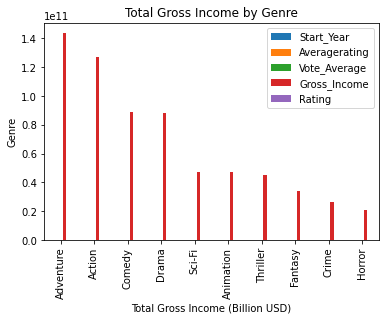 Total Gross Income by Genre
1e11
Start_Year
Averagerating
Vote_Average
Gross_Income
Rating
1.4
1.2
1.0
0.8
0.6
0.4
0.2
0.0
Genre
Adventure
Action
Comedy
Drama
Sci-Fi
Animation
Thriller
Fantasy
Crime
Horror
Total Gross Income (Billion USD)